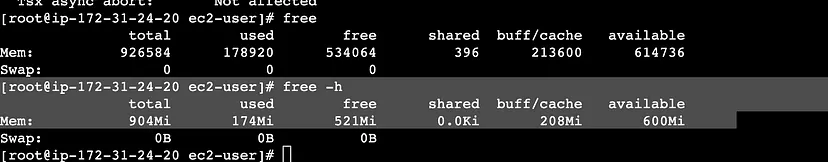 Tsx async abort:     Not affected
[root@ip-172-31-24-20 ec2-user]# free
              total        used        free      shared  buff/cache   available
Mem:         926584      178920      534064         396      213600      614736
Swap:             0           0           0
[root@ip-172-31-24-20 ec2-user]# free -h
              total        used        free      shared  buff/cache   available
Mem:          904Mi       174Mi       521Mi       0.0Ki       208Mi       600Mi
Swap:            0B          0B          0B
[root@ip-172-31-24-20 ec2-user]#